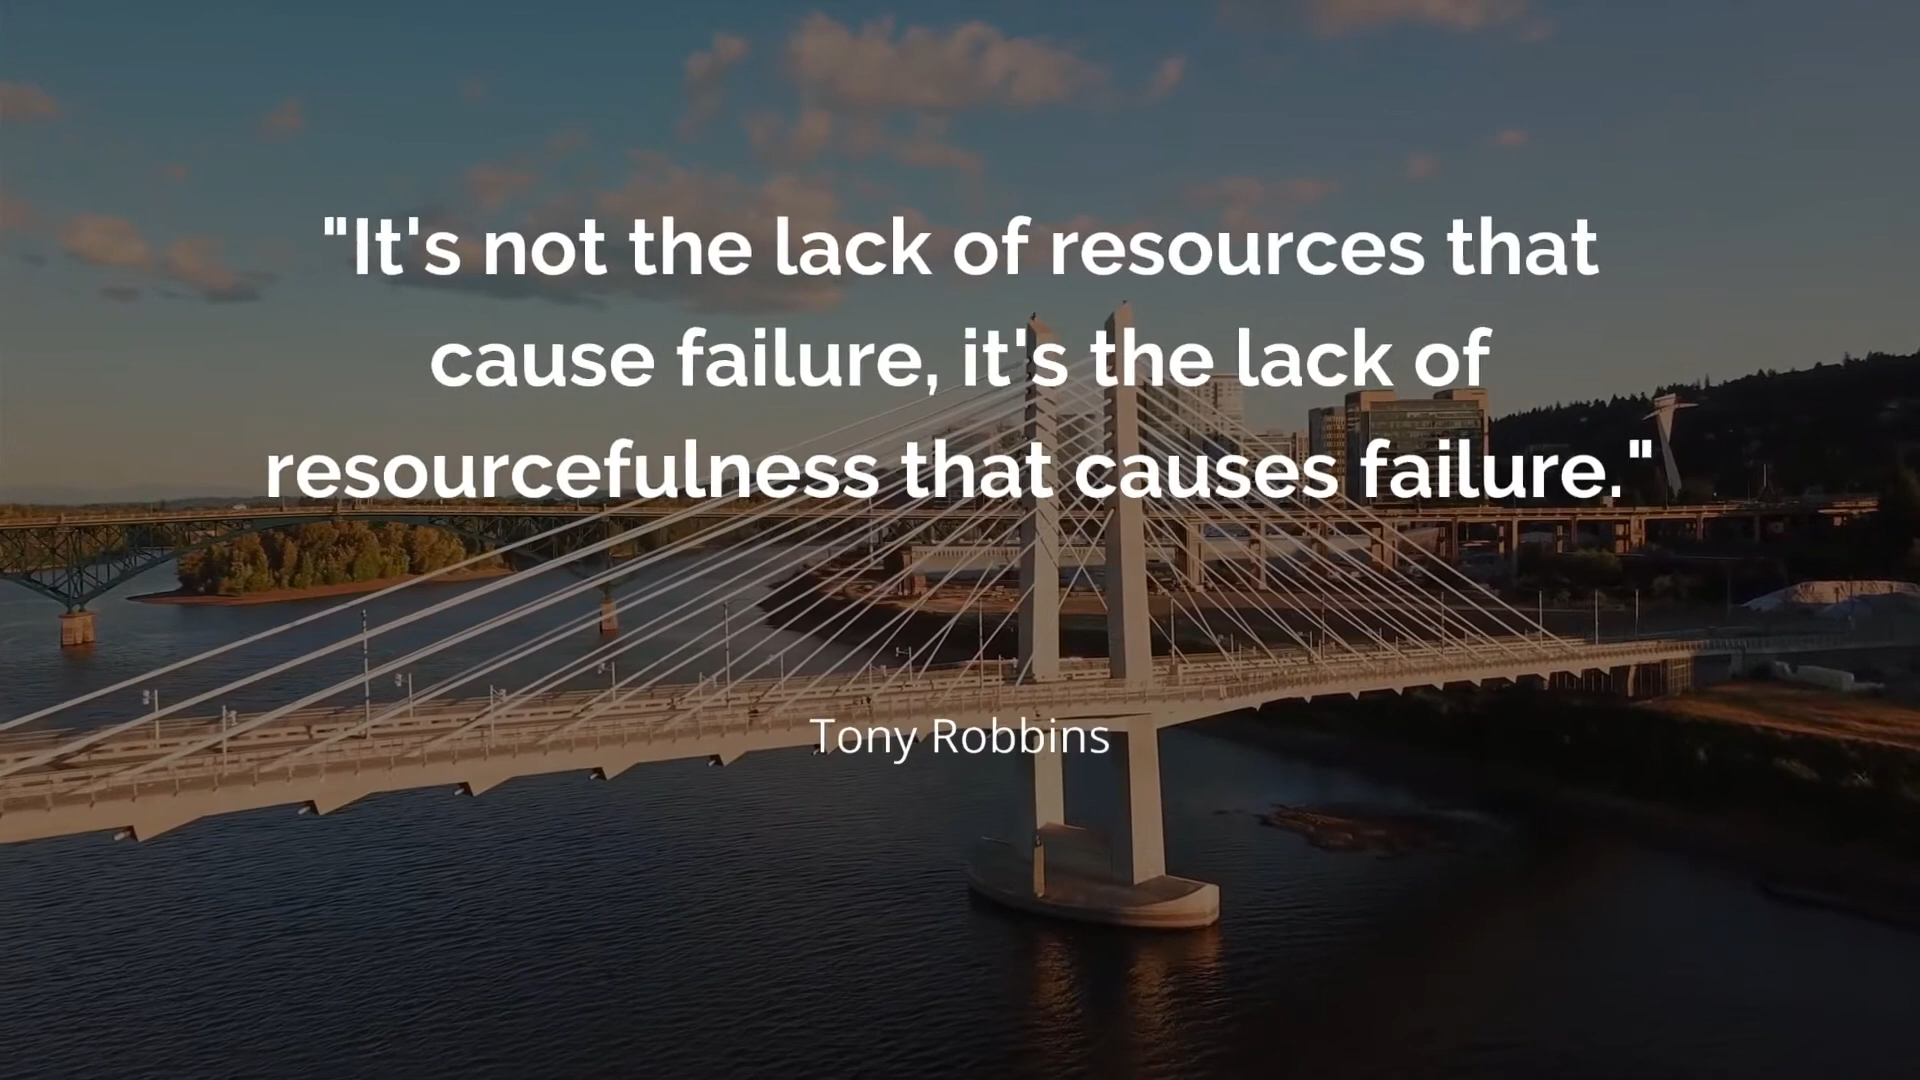 "It's not the lack of resources that
cause failure, it's the lack of
resourcefulness that causes failure."
Tony Robbins